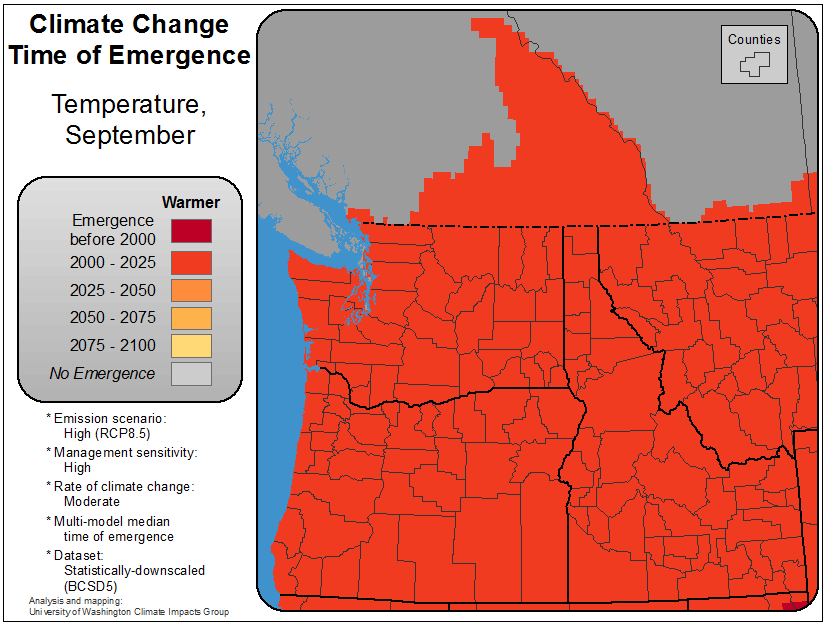 Climate Change
Time of Emergence
Temperature,
September
Counties
Warmer
Emergence
before 2000
2000 - 2025
2025 - 2050
2050 - 2075
2075 - 2100
No Emergence
* Emission scenario:
High (RCP8.5)
* Management sensitivity:
High
* Rate of climate change:
Moderate
* Multi-model median
time of emergence
* Dataset:
Statistically-downscaled
(BCSD5)
Analysis and mapping:
University of Washington Climate Impacts Group